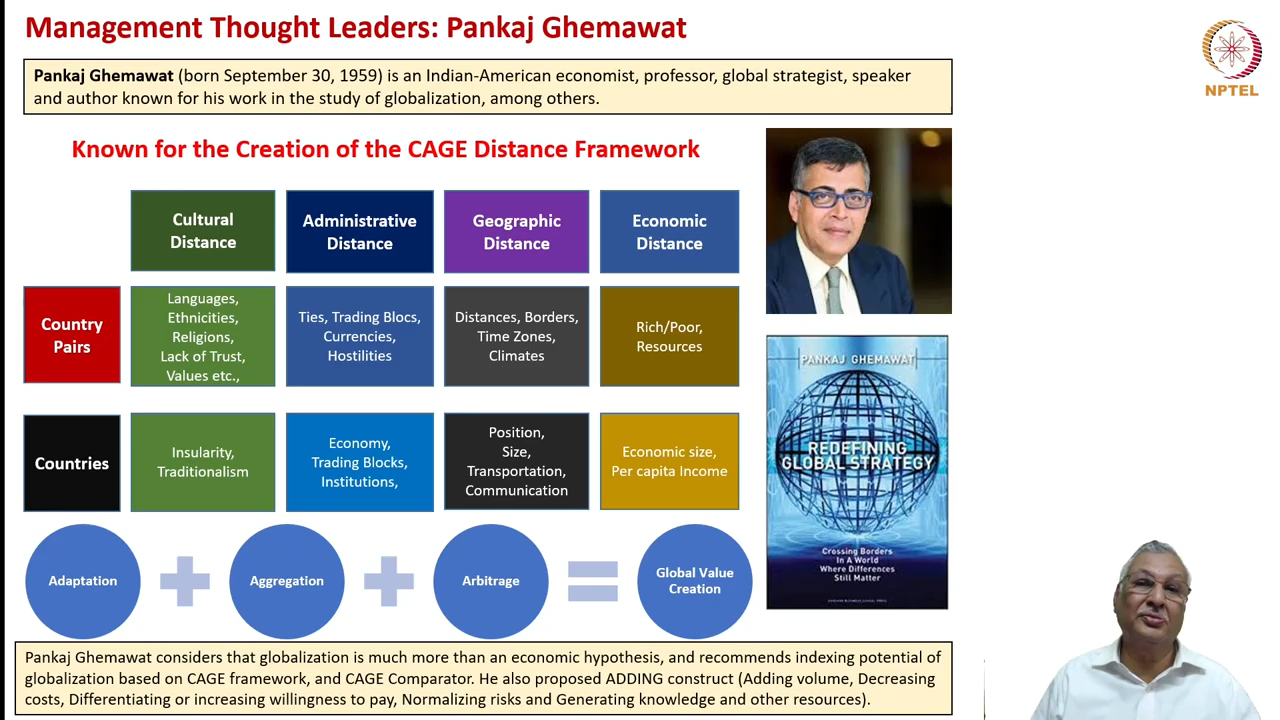 Management Thought Leaders: Pankaj Ghemawat
NPTEL
Pankaj Ghemawat (born September 30, 1959) is an Indian-American economist, professor, global strategist, speaker
and author known for his work in the study of globalization, among others.
Known for the Creation of the CAGE Distance Framework
Cultural
Distance
Administrative
Distance
Geographic
Distance
Economic
Distance
Country
Pairs
Languages,
Ethnicities,
Religions,
Lack of Trust,
Values etc.,
Ties, Trading Blocs,
Currencies,
Hostilities
Distances, Borders,
Time Zones,
Climates
Rich/Poor,
Resources
Countries
Insularity,
Traditionalism
Economy,
Trading Blocks,
Institutions,
Position,
Size,
Transportation,
Communication
Economic size,
Per capita Income
PANKAJ GHEMAWAT
REDEFINING
GLOBAL STRATEGY
Crossing Borders
In A World
Where Differences
Still Matter
Adaptation
Aggregation
Arbitrage
Global Value
Creation
Pankaj Ghemawat considers that globalization is much more than an economic hypothesis, and recommends indexing potential of
globalization based on CAGE framework, and CAGE Comparator. He also proposed ADDING construct (Adding volume, Decreasing
costs, Differentiating or increasing willingness to pay, Normalizing risks and Generating knowledge and other resources).